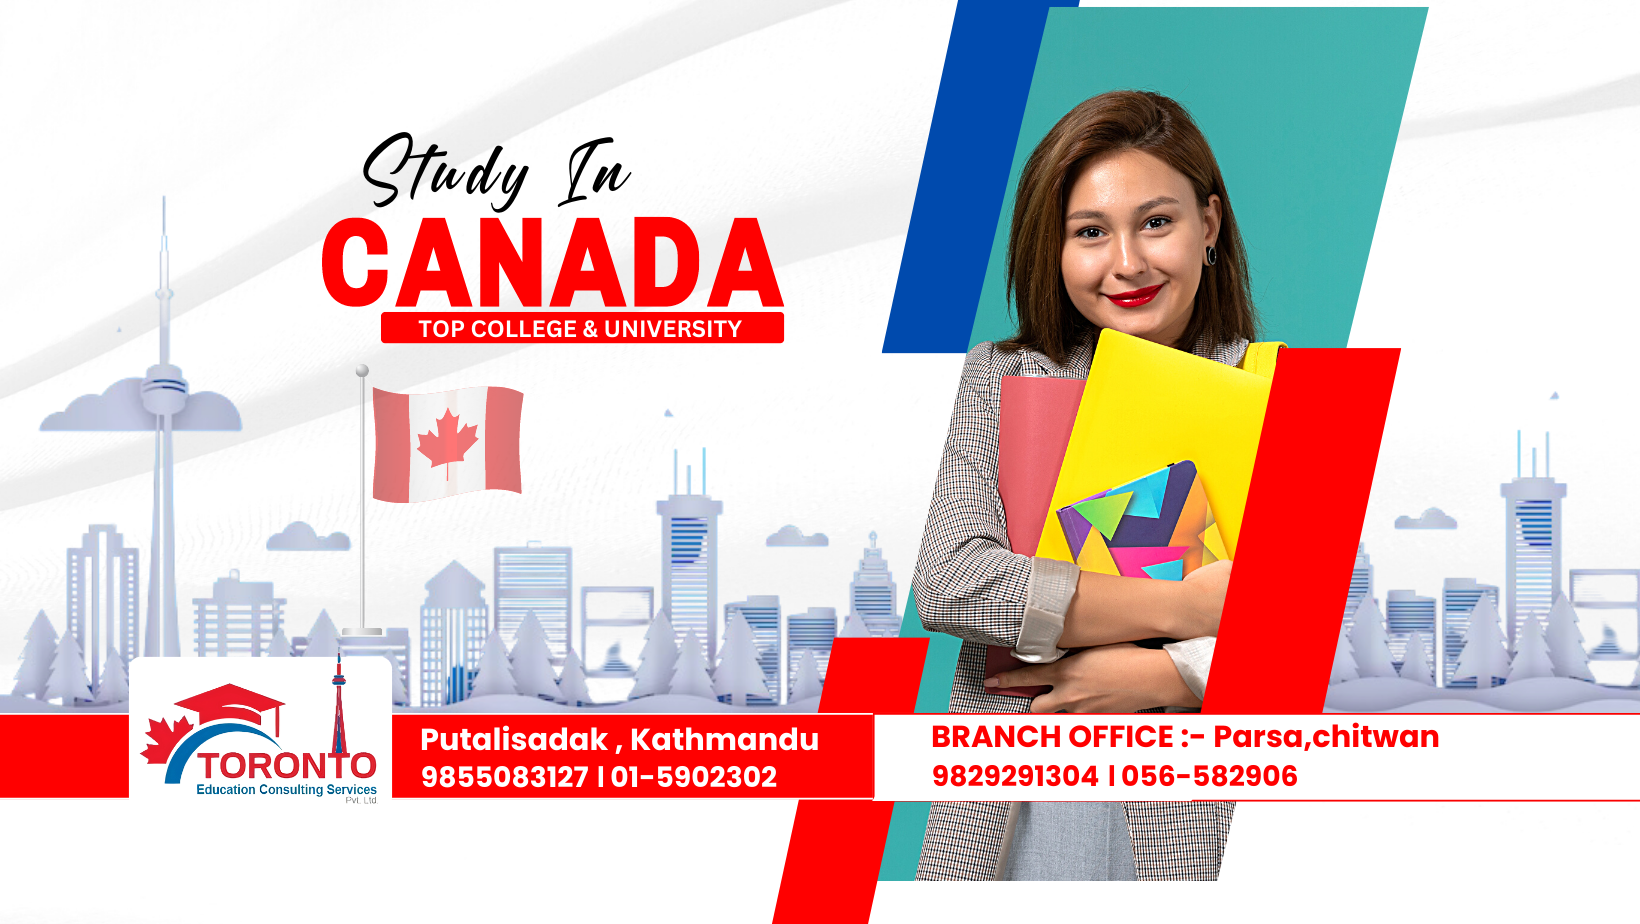 Study In
CANADA
TOP COLLEGE & UNIVERSITY
TORONTO
Education Consulting Services
Pvt. Ltd
Putalisadak , Kathmandu
9855083127 | 01-5902302
BRANCH OFFICE :- Parsa,chitwan
9829291304 | 056-582906